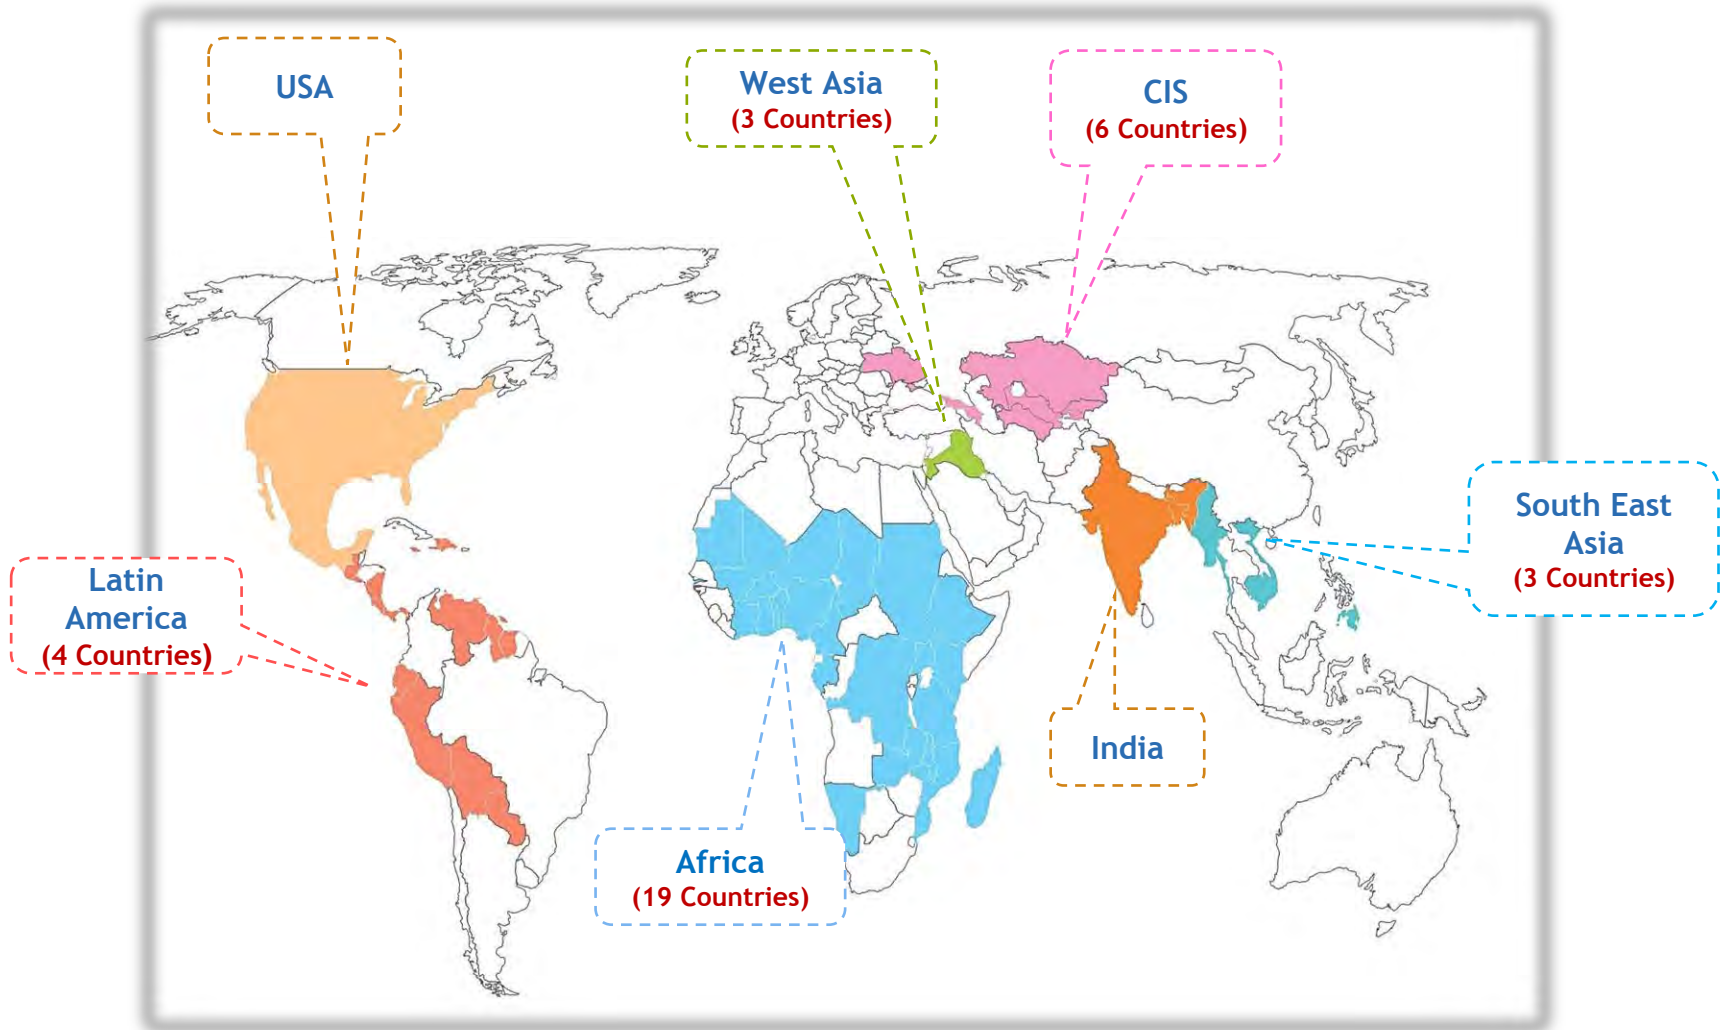 USA
West Asia
(3 Countries)
CIS
(6 Countries)
South East
Asia
(3 Countries)
Latin
America
(4 Countries)
India
Africa
(19 Countries)